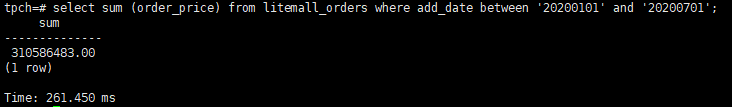 tpch=# select sum (order_price) from litemall_orders where add_date between '20200101' and '20200701';
sum
--------------
310586483.00
(1 row)
Time: 261.450 ms